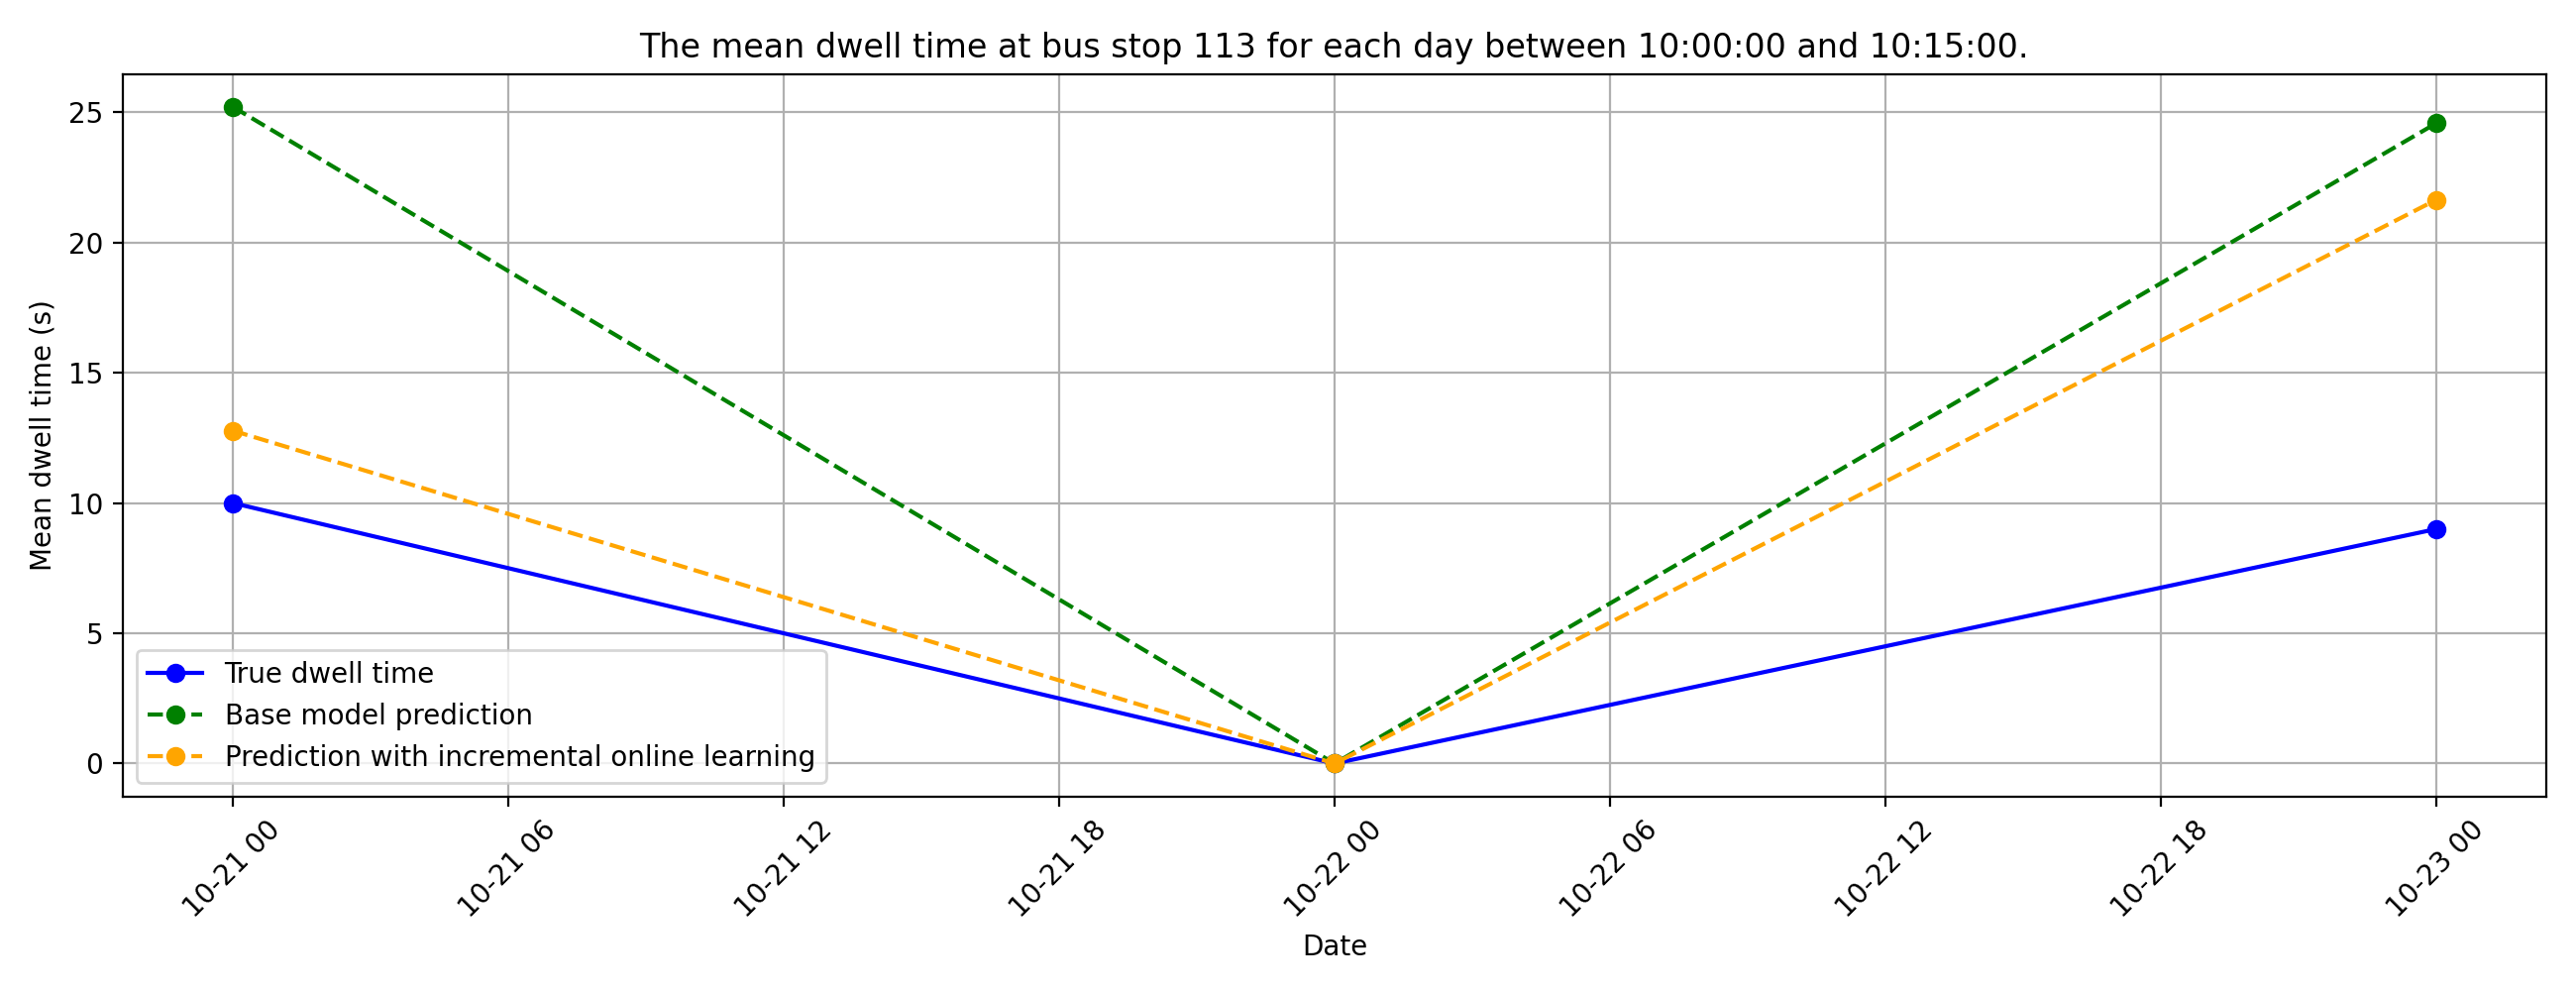 The mean dwell time at bus stop 113 for each day between 10:00:00 and 10:15:00.
Mean dwell time (s)
25
20
15
10
5
0
True dwell time
Base model prediction
Prediction with incremental online learning
10-21 00
10-21 06
10-21 12
10-21 18
10-22 00
10-22 06
10-22 12
10-22 18
10-23 00
Date